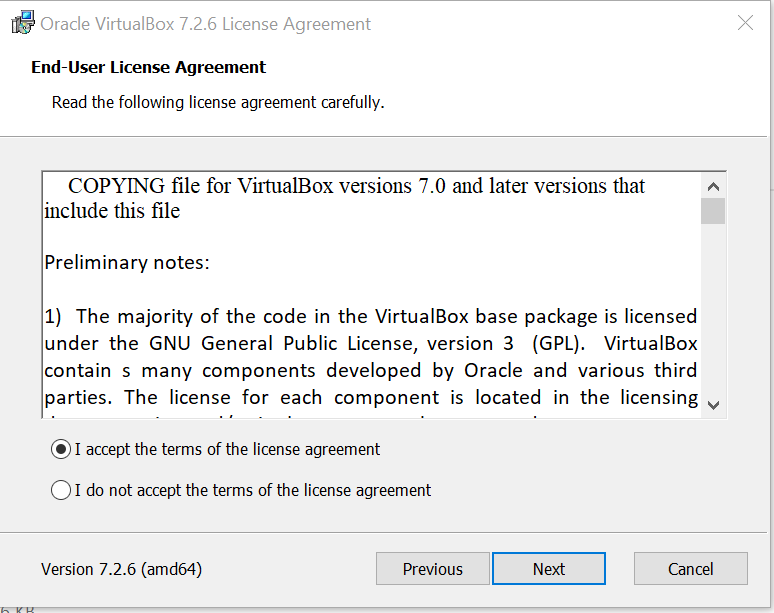 Oracle VirtualBox 7.2.6 License Agreement
End-User License Agreement
Read the following license agreement carefully.
COPYING file for VirtualBox versions 7.0 and later versions that
include this file
Preliminary notes:
1) The majority of the code in the VirtualBox base package is licensed
under the GNU General Public License, version 3 (GPL). VirtualBox
contain s many components developed by Oracle and various third
parties. The license for each component is located in the licensing
I accept the terms of the license agreement
I do not accept the terms of the license agreement
Version 7.2.6 (amd64)
Previous
Next
Cancel